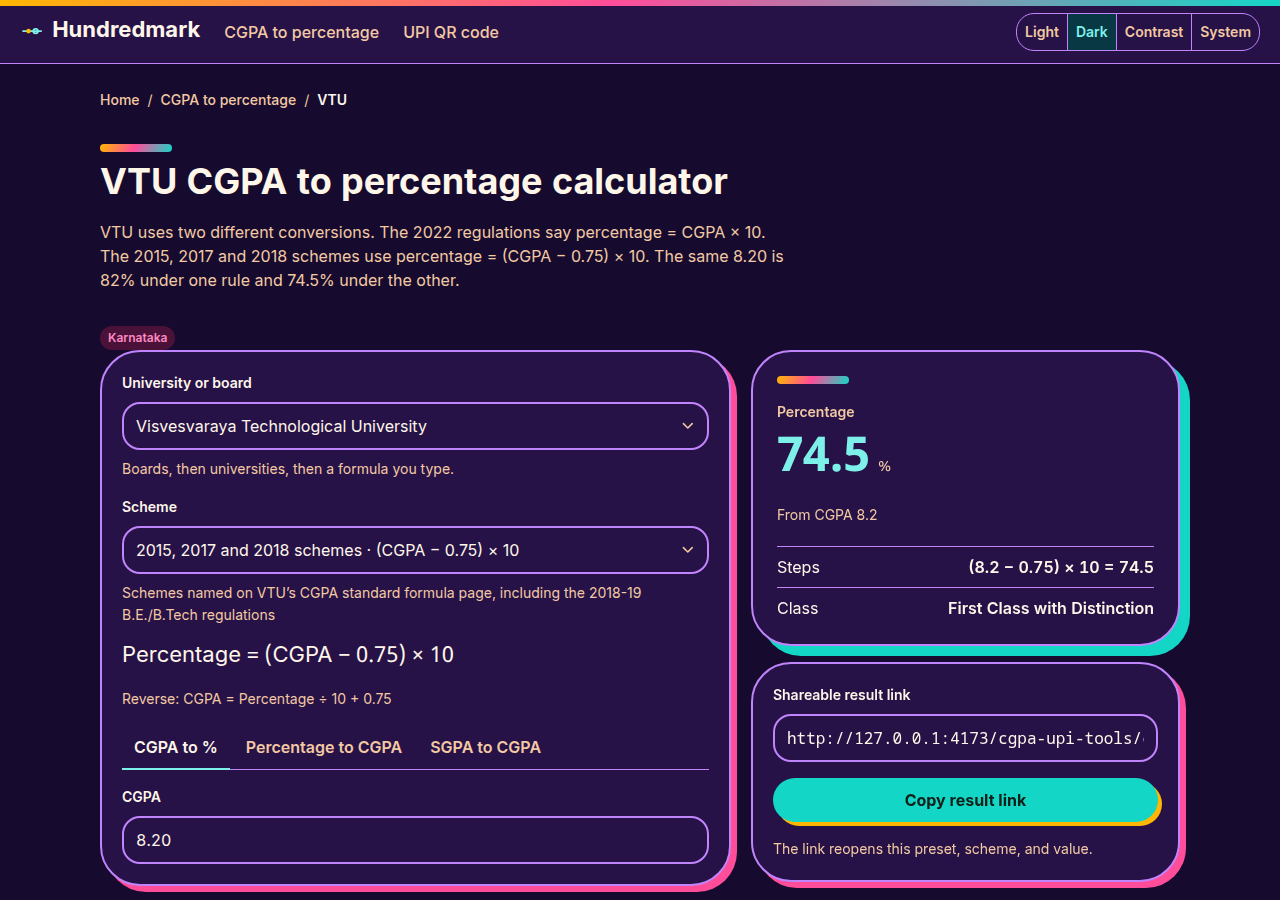 Hundredmark
CGPA to percentage
UPI QR code
Light
Dark
Contrast
System
Home / CGPA to percentage / VTU
VTU CGPA to percentage calculator
VTU uses two different conversions. The 2022 regulations say percentage = CGPA × 10.
The 2015, 2017 and 2018 schemes use percentage = (CGPA − 0.75) × 10. The same 8.20 is
82% under one rule and 74.5% under the other.
Karnataka
University or board
Visvesvaraya Technological University
Boards, then universities, then a formula you type.
Scheme
2015, 2017 and 2018 schemes · (CGPA − 0.75) × 10
Schemes named on VTU’s CGPA standard formula page, including the 2018-19
B.E./B.Tech regulations
Percentage = (CGPA − 0.75) × 10
Reverse: CGPA = Percentage ÷ 10 + 0.75
CGPA to %
Percentage to CGPA
SGPA to CGPA
CGPA
8.20
Percentage
74.5 %
From CGPA 8.2
Steps (8.2 − 0.75) × 10 = 74.5
Class First Class with Distinction
Shareable result link
http://127.0.0.1:4173/cgpa-upi-tools/
Copy result link
The link reopens this preset, scheme, and value.